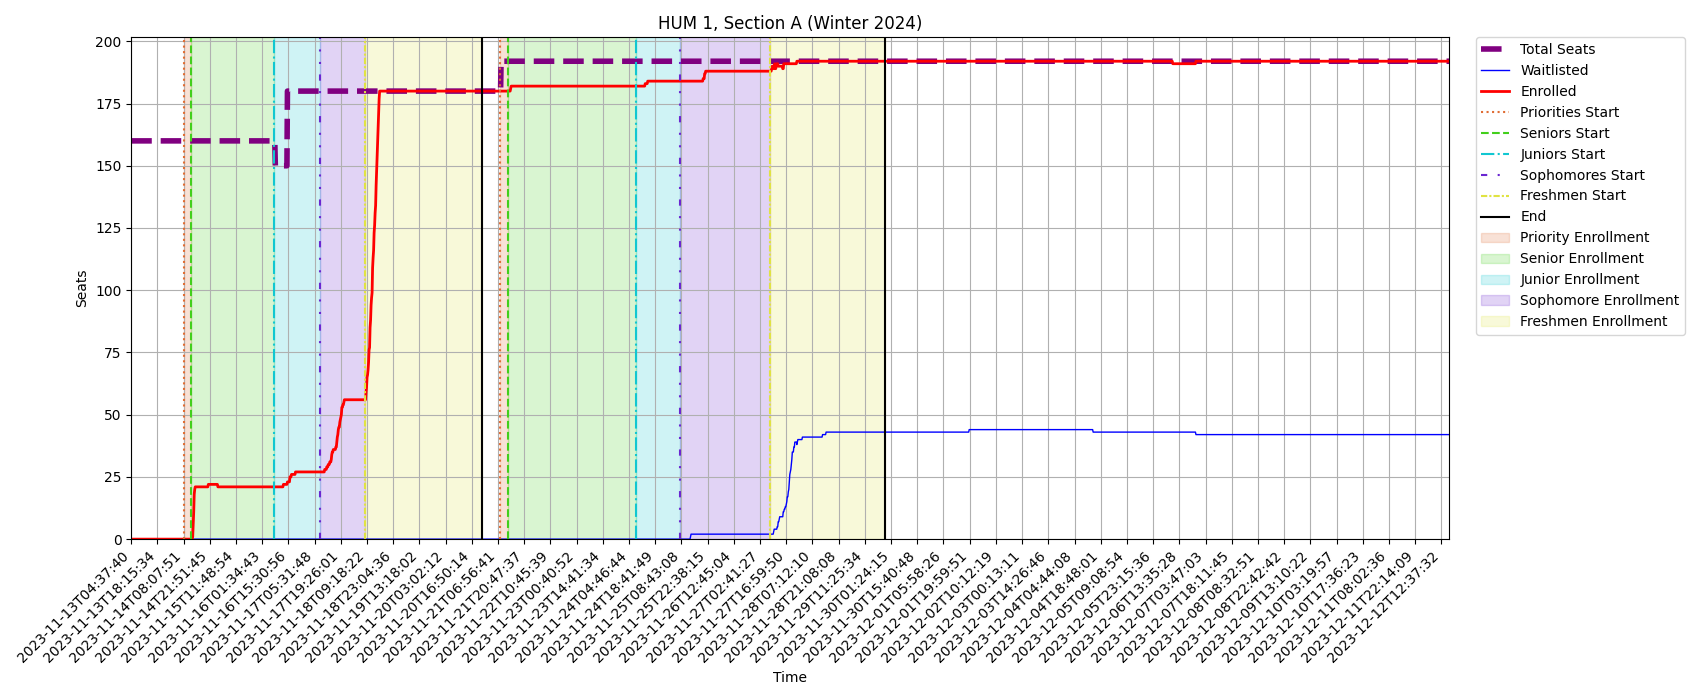 HUM 1, Section A (Winter 2024)
200
175
150
125
100
75
50
25
0
Seats
2023-11-13T04:37:40
2023-11-13T18:15:34
2023-11-14T08:07:51
2023-11-14T21:51:45
2023-11-15T11:48:54
2023-11-16T01:34:43
2023-11-16T15:30:56
2023-11-17T05:31:48
2023-11-17T19:26:01
2023-11-18T09:18:22
2023-11-18T23:04:36
2023-11-19T13:18:02
2023-11-20T03:02:12
2023-11-20T16:50:14
2023-11-21T06:56:41
2023-11-21T20:47:37
2023-11-22T10:45:39
2023-11-23T00:40:52
2023-11-23T14:41:34
2023-11-24T04:46:44
2023-11-24T18:41:49
2023-11-25T08:43:08
2023-11-25T22:38:15
2023-11-26T12:45:04
2023-11-27T02:41:27
2023-11-27T16:59:50
2023-11-28T07:12:10
2023-11-28T21:08:08
2023-11-29T11:25:34
2023-11-30T01:24:15
2023-11-30T15:40:48
2023-12-01T05:58:26
2023-12-01T19:59:51
2023-12-02T10:12:19
2023-12-03T00:13:11
2023-12-03T14:26:46
2023-12-04T04:44:08
2023-12-04T18:48:01
2023-12-05T09:08:54
2023-12-05T23:15:36
2023-12-06T13:35:28
2023-12-07T03:47:03
2023-12-07T18:11:45
2023-12-08T08:32:51
2023-12-08T22:42:42
2023-12-09T13:10:22
2023-12-10T03:19:57
2023-12-10T17:36:23
2023-12-11T08:02:36
2023-12-11T22:14:09
2023-12-12T12:37:32
Time
Total Seats
Waitlisted
Enrolled
Priorities Start
Seniors Start
Juniors Start
Sophomores Start
Freshmen Start
End
Priority Enrollment
Senior Enrollment
Junior Enrollment
Sophomore Enrollment
Freshmen Enrollment